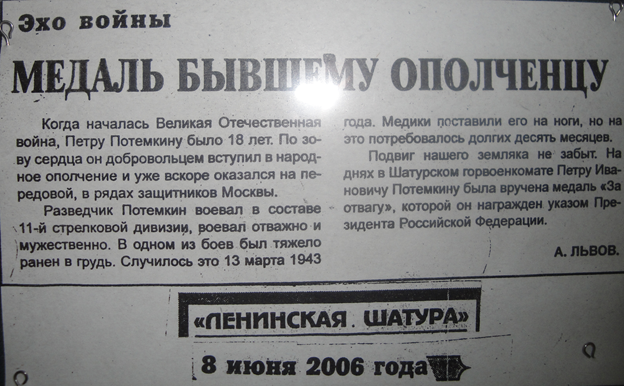 Эхо войны
МЕДАЛЬ БЫВШЕМУ ОПОЛЧЕНЦУ
Когда началась Великая Отечественная
война, Петру Потемкину было 18 лет. По зо-
ву сердца он добровольцем вступил в народ-
ное ополчение и уже вскоре оказался на пе-
редовой, в рядах защитников Москвы.
Разведчик Потемкин воевал в составе
11-й стрелковой дивизии, воевал отважно и
мужественно. В одном из боев был тяжело
ранен в грудь. Случилось это 13 марта 1943
года. Медики поставили его на ноги, но на
это потребовалось долгих десять месяцев.
Подвиг нашего земляка не забыт. На
днях в Шатурском горвоенкомате Петру Ива-
новичу Потемкину была вручена медаль «За
отвагу», которой он награжден указом Пре-
зидента Российской Федерации.
А. ЛЬВОВ.
«ЛЕНИНСКАЯ ШАТУРА»
8 июня 2006 года